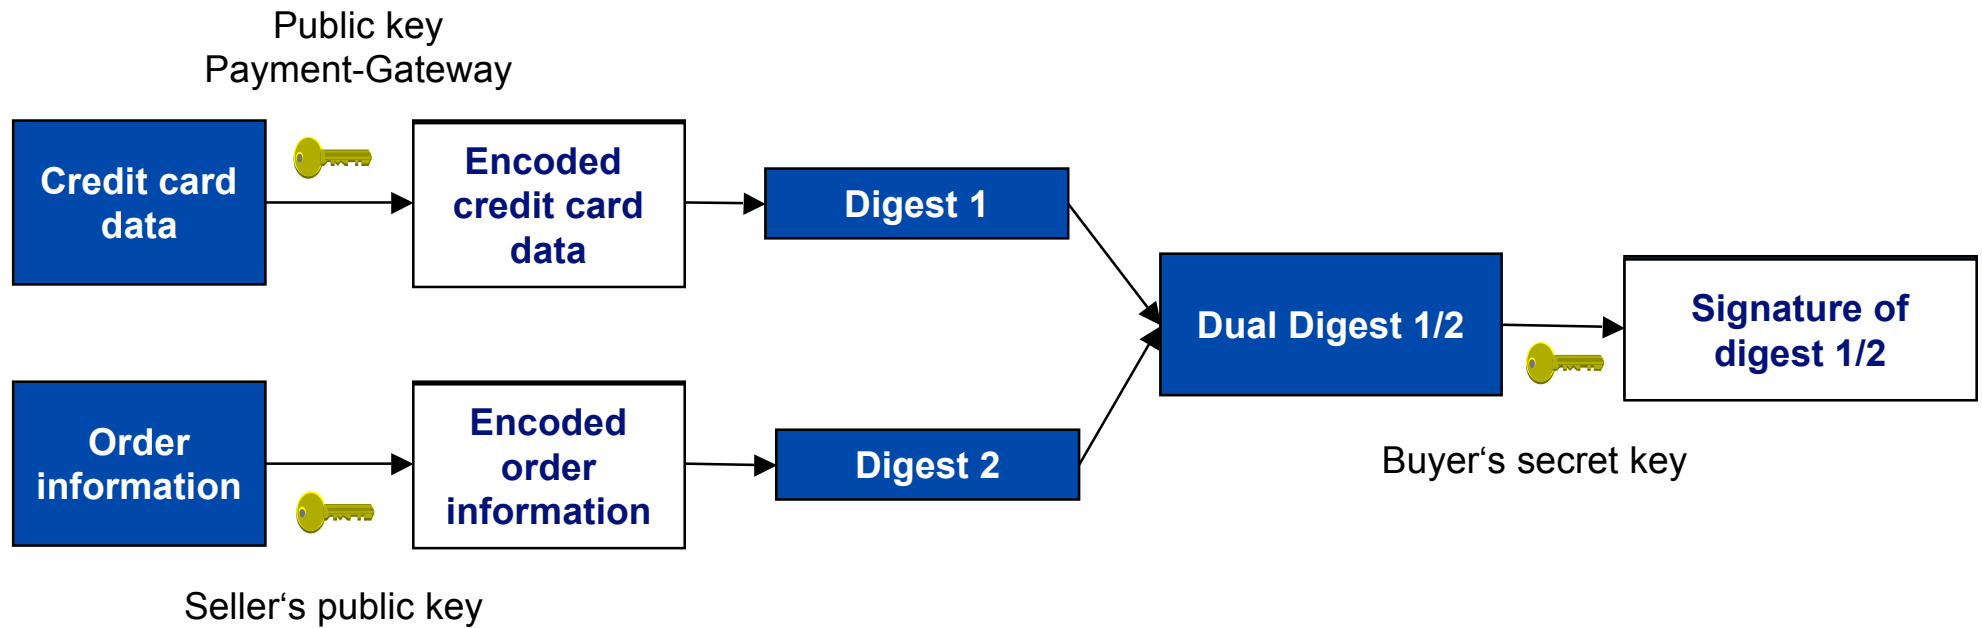 Public key
Payment-Gateway
Credit card
data
Encoded
credit card
data
Digest 1
Dual Digest 1/2
Signature of
digest 1/2
Order
information
Encoded
order
information
Digest 2
Buyer‘s secret key
Seller‘s public key